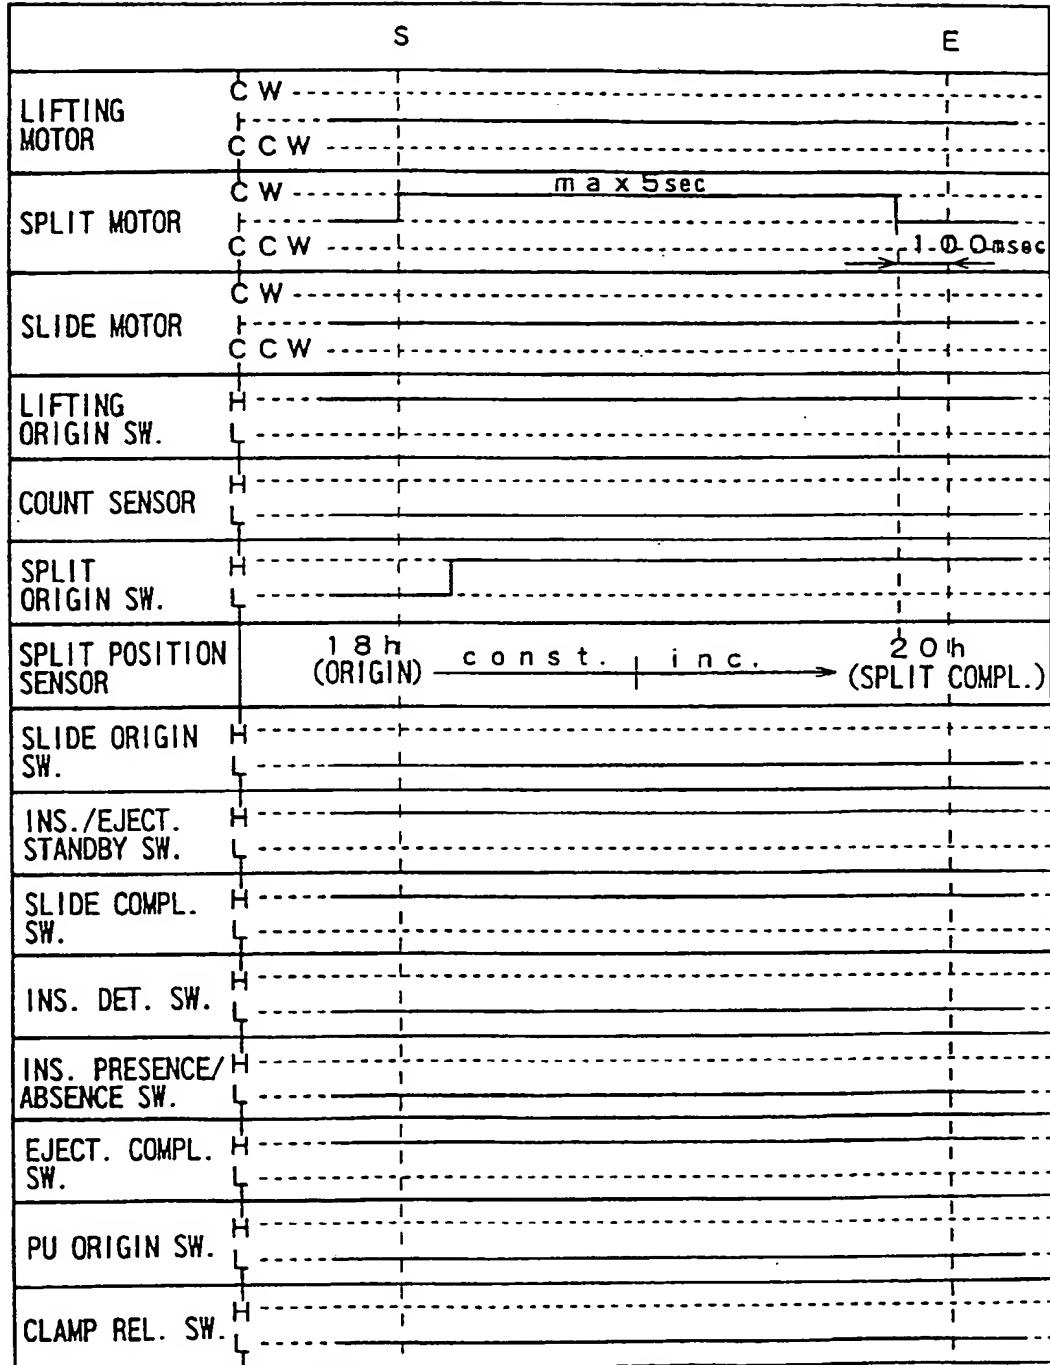 S E
LIFTING MOTOR CW
CCW
SPLIT MOTOR CW max 5sec
CCW 100msec
SLIDE MOTOR CW
CCW
LIFTING ORIGIN SW. H
L
COUNT SENSOR H
L
SPLIT ORIGIN SW. H
L
SPLIT POSITION SENSOR 18h (ORIGIN) const. inc. 20h (SPLIT COMPL.)
SLIDE ORIGIN SW. H
L
INS./EJECT. STANDBY SW. H
L
SLIDE COMPL. SW. H
L
INS. DET. SW. H
L
INS. PRESENCE/ ABSENCE SW. H
L
EJECT. COMPL. SW. H
L
PU ORIGIN SW. H
L
CLAMP REL. SW. H
L